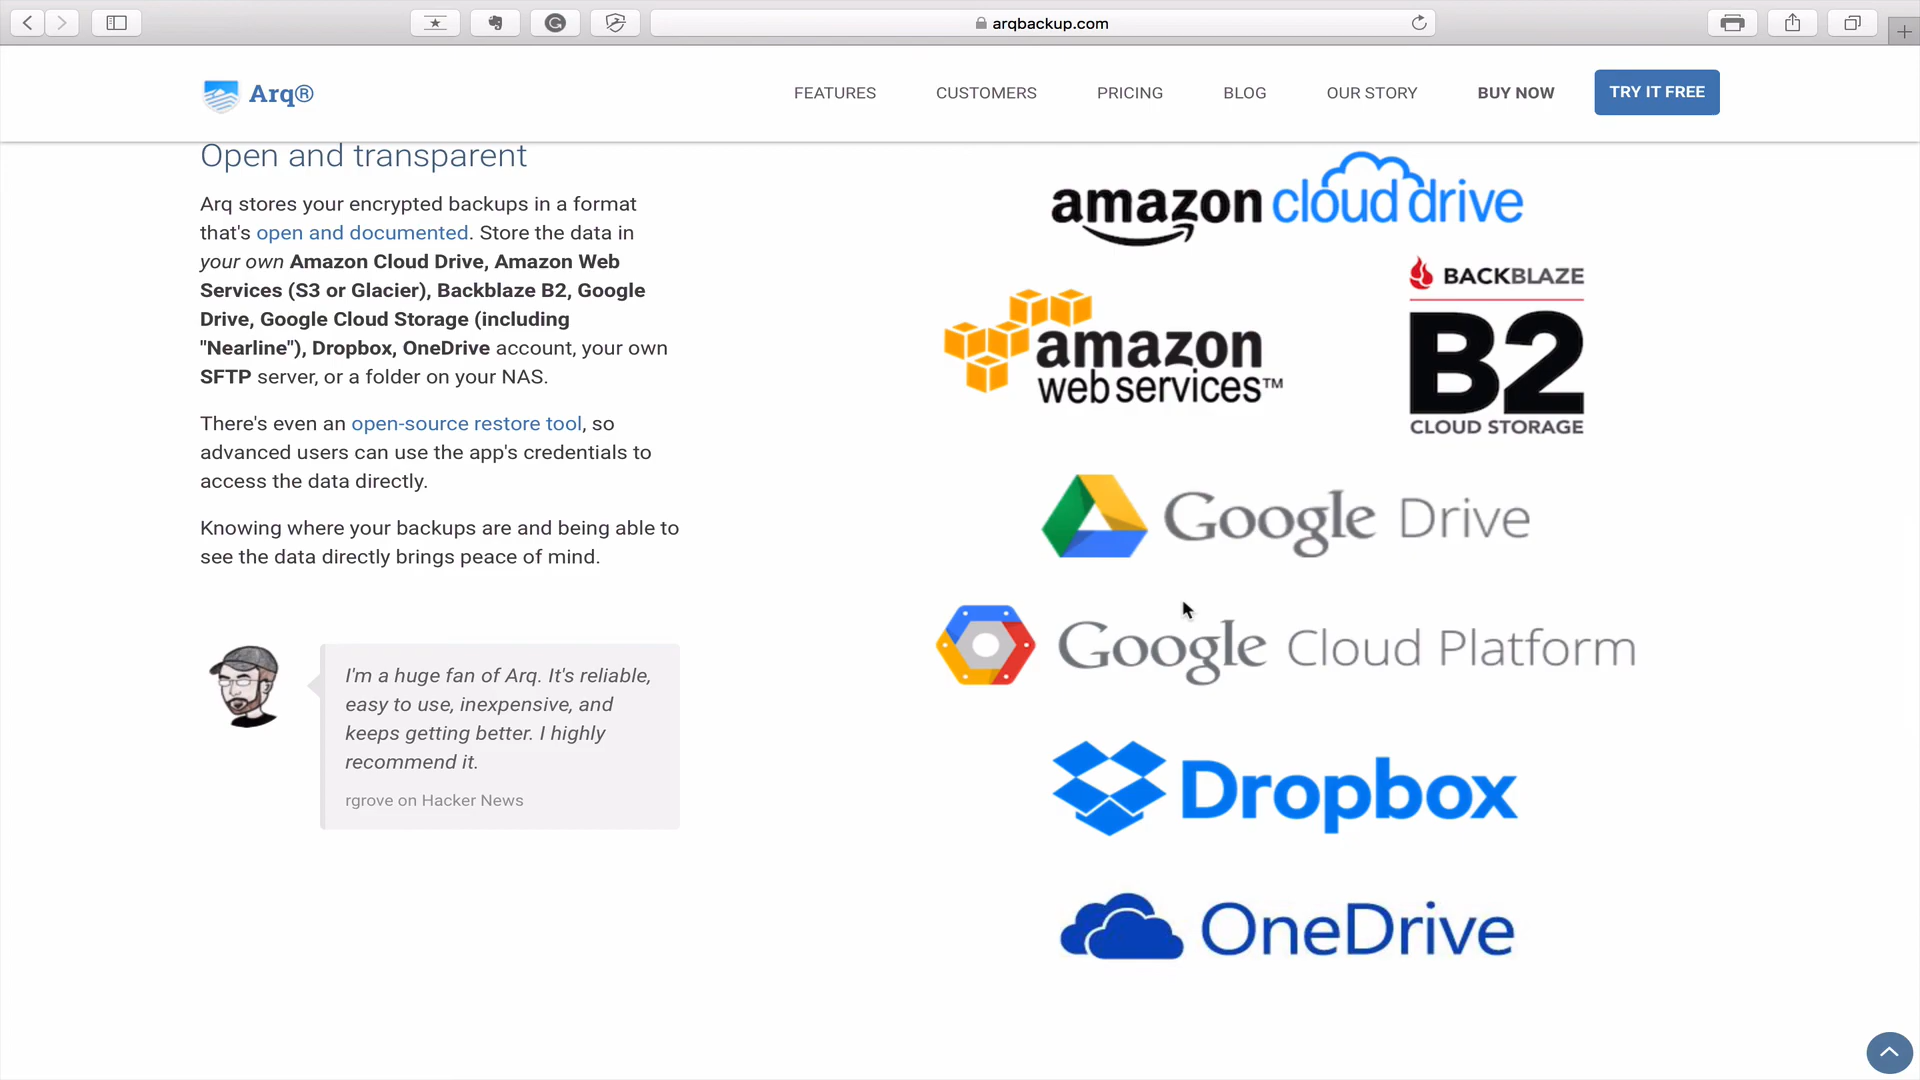 arqbackup.com
Arq®
FEATURES
CUSTOMERS
PRICING
BLOG
OUR STORY
BUY NOW
TRY IT FREE
Open and transparent
Arq stores your encrypted backups in a format
that's open and documented. Store the data in
your own Amazon Cloud Drive, Amazon Web
Services (S3 or Glacier), Backblaze B2, Google
Drive, Google Cloud Storage (including
"Nearline"), Dropbox, OneDrive account, your own
SFTP server, or a folder on your NAS.
There's even an open-source restore tool, so
advanced users can use the app's credentials to
access the data directly.
Knowing where your backups are and being able to
see the data directly brings peace of mind.
I'm a huge fan of Arq. It's reliable,
easy to use, inexpensive, and
keeps getting better. I highly
recommend it.
rgrove on Hacker News
amazon cloud drive
amazon
web services™
BACKBLAZE
B2
CLOUD STORAGE
Google Drive
Google Cloud Platform
Dropbox
OneDrive